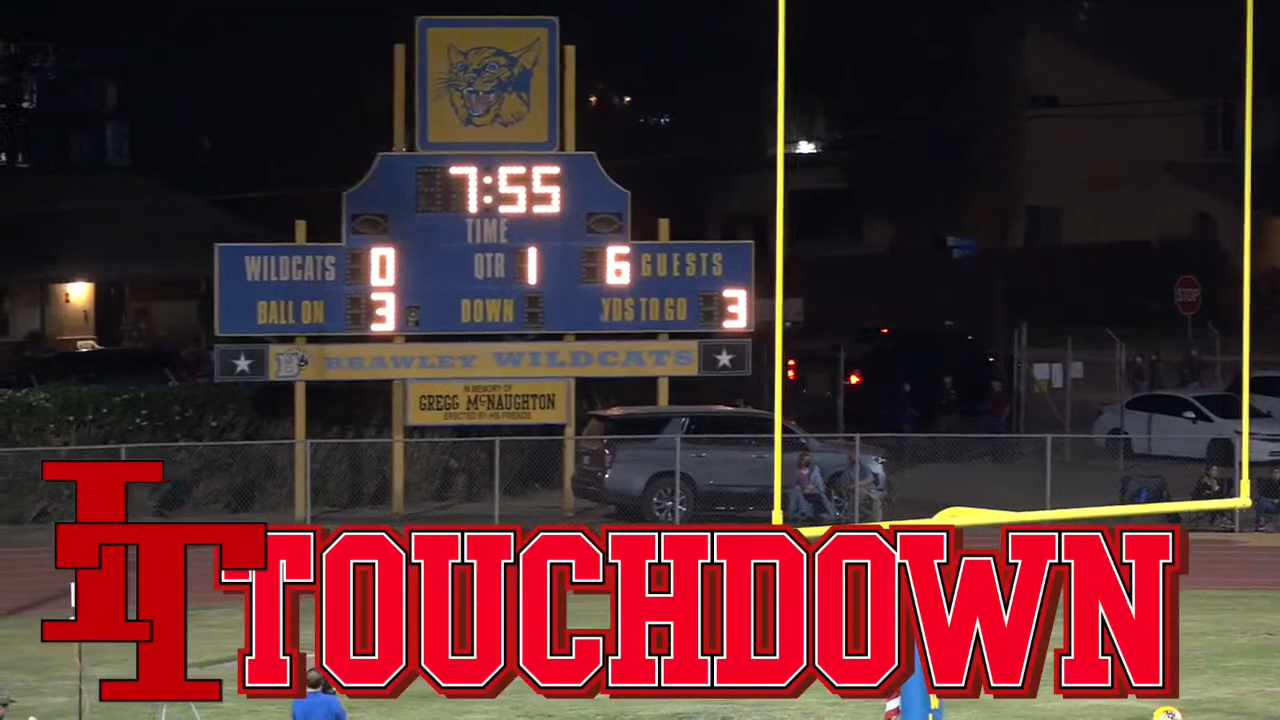 7:55
TIME
WILDCATS 0 QTR 1 6 GUESTS
BALL ON 3 DOWN YDS TO GO 3
B BRAWLEY WILDCATS
IN MEMORY OF
GREGG McNAUGHTON
ERECTED BY HIS FRIENDS
STOP
IT TOUCHDOWN